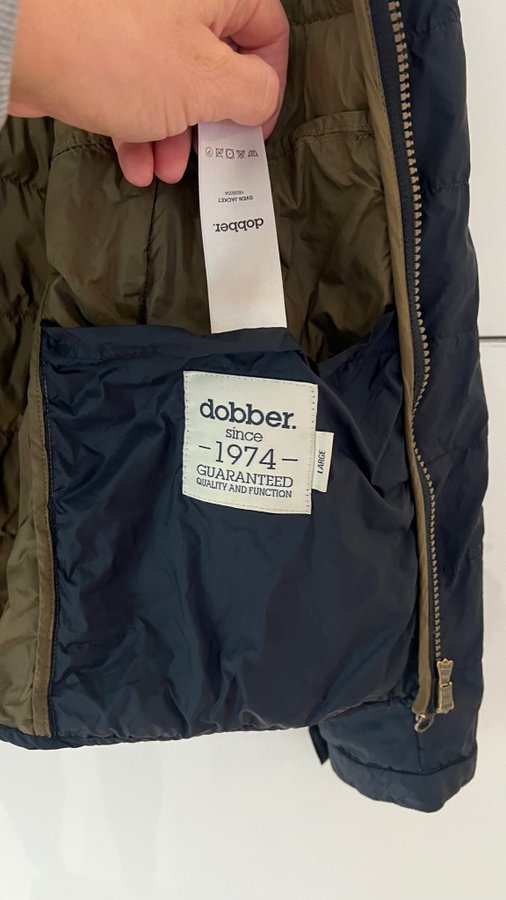 dobber.
SVEN JACKET
dobber.
since
-1974-
GUARANTEED
QUALITY AND FUNCTION
LARGE